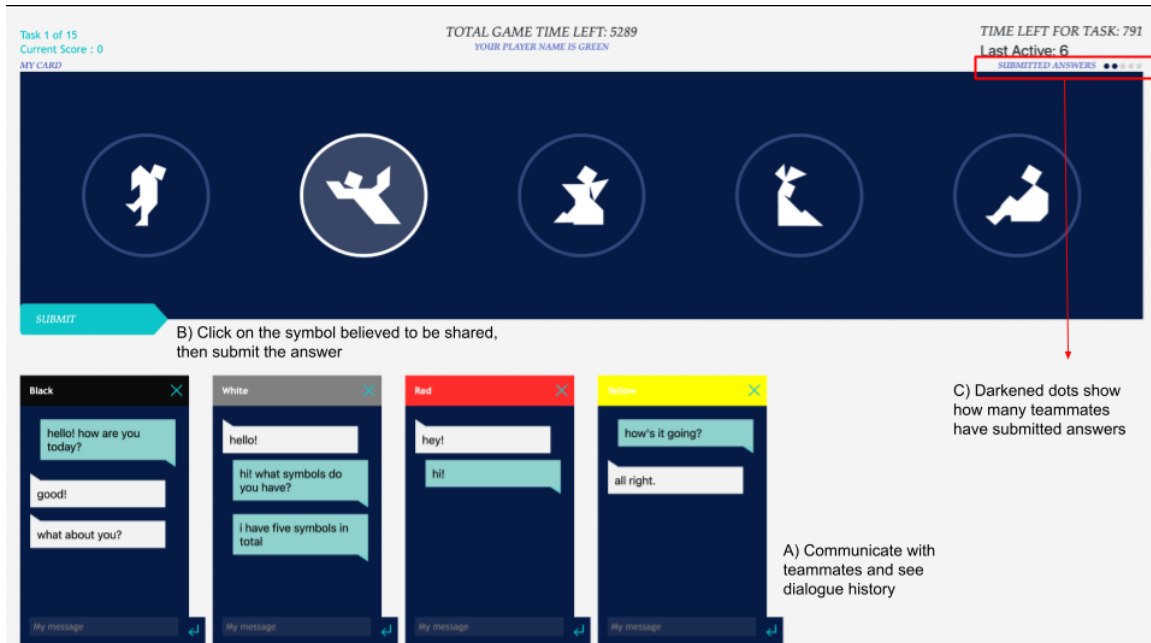 Task 1 of 15
TOTAL GAME TIME LEFT: 5289
TIME LEFT FOR TASK: 791
Current Score : 0
YOUR PLAYER NAME IS GREEN
Last Active: 6
MY CARD
SUBMITTED ANSWERS
SUBMIT
B) Click on the symbol believed to be shared,
then submit the answer
C) Darkened dots show
how many teammates
have submitted answers
Black
hello! how are you
today?
good!
what about you?
My message
White
hello!
hi! what symbols do
you have?
i have five symbols in
total
My message
Red
hey!
hi!
My message
Yellow
how's it going?
all right.
My message
A) Communicate with
teammates and see
dialogue history